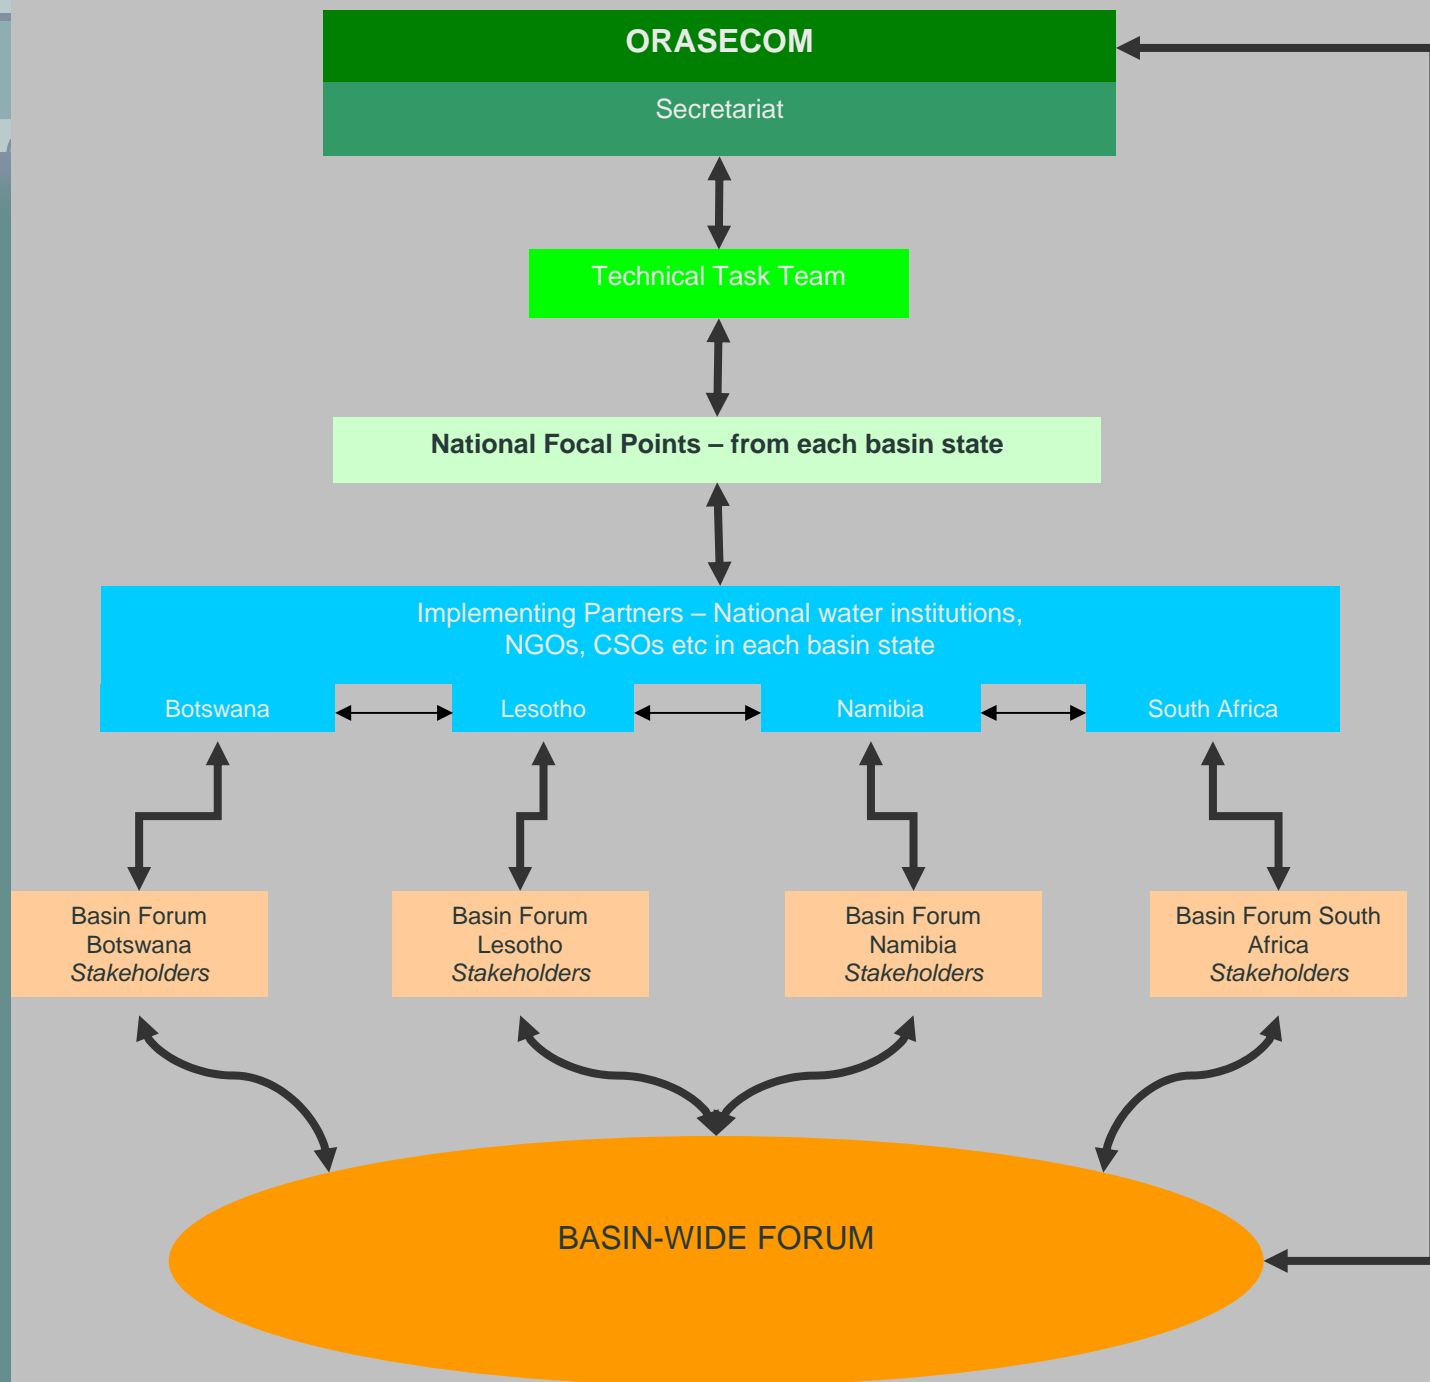 ORASECOM
Secretariat
Technical Task Team
National Focal Points – from each basin state
Implementing Partners – National water institutions,
NGOs, CSOs etc in each basin state
Botswana
Lesotho
Namibia
South Africa
Basin Forum
Botswana
Stakeholders
Basin Forum
Lesotho
Stakeholders
Basin Forum
Namibia
Stakeholders
Basin Forum South
Africa
Stakeholders
BASIN-WIDE FORUM